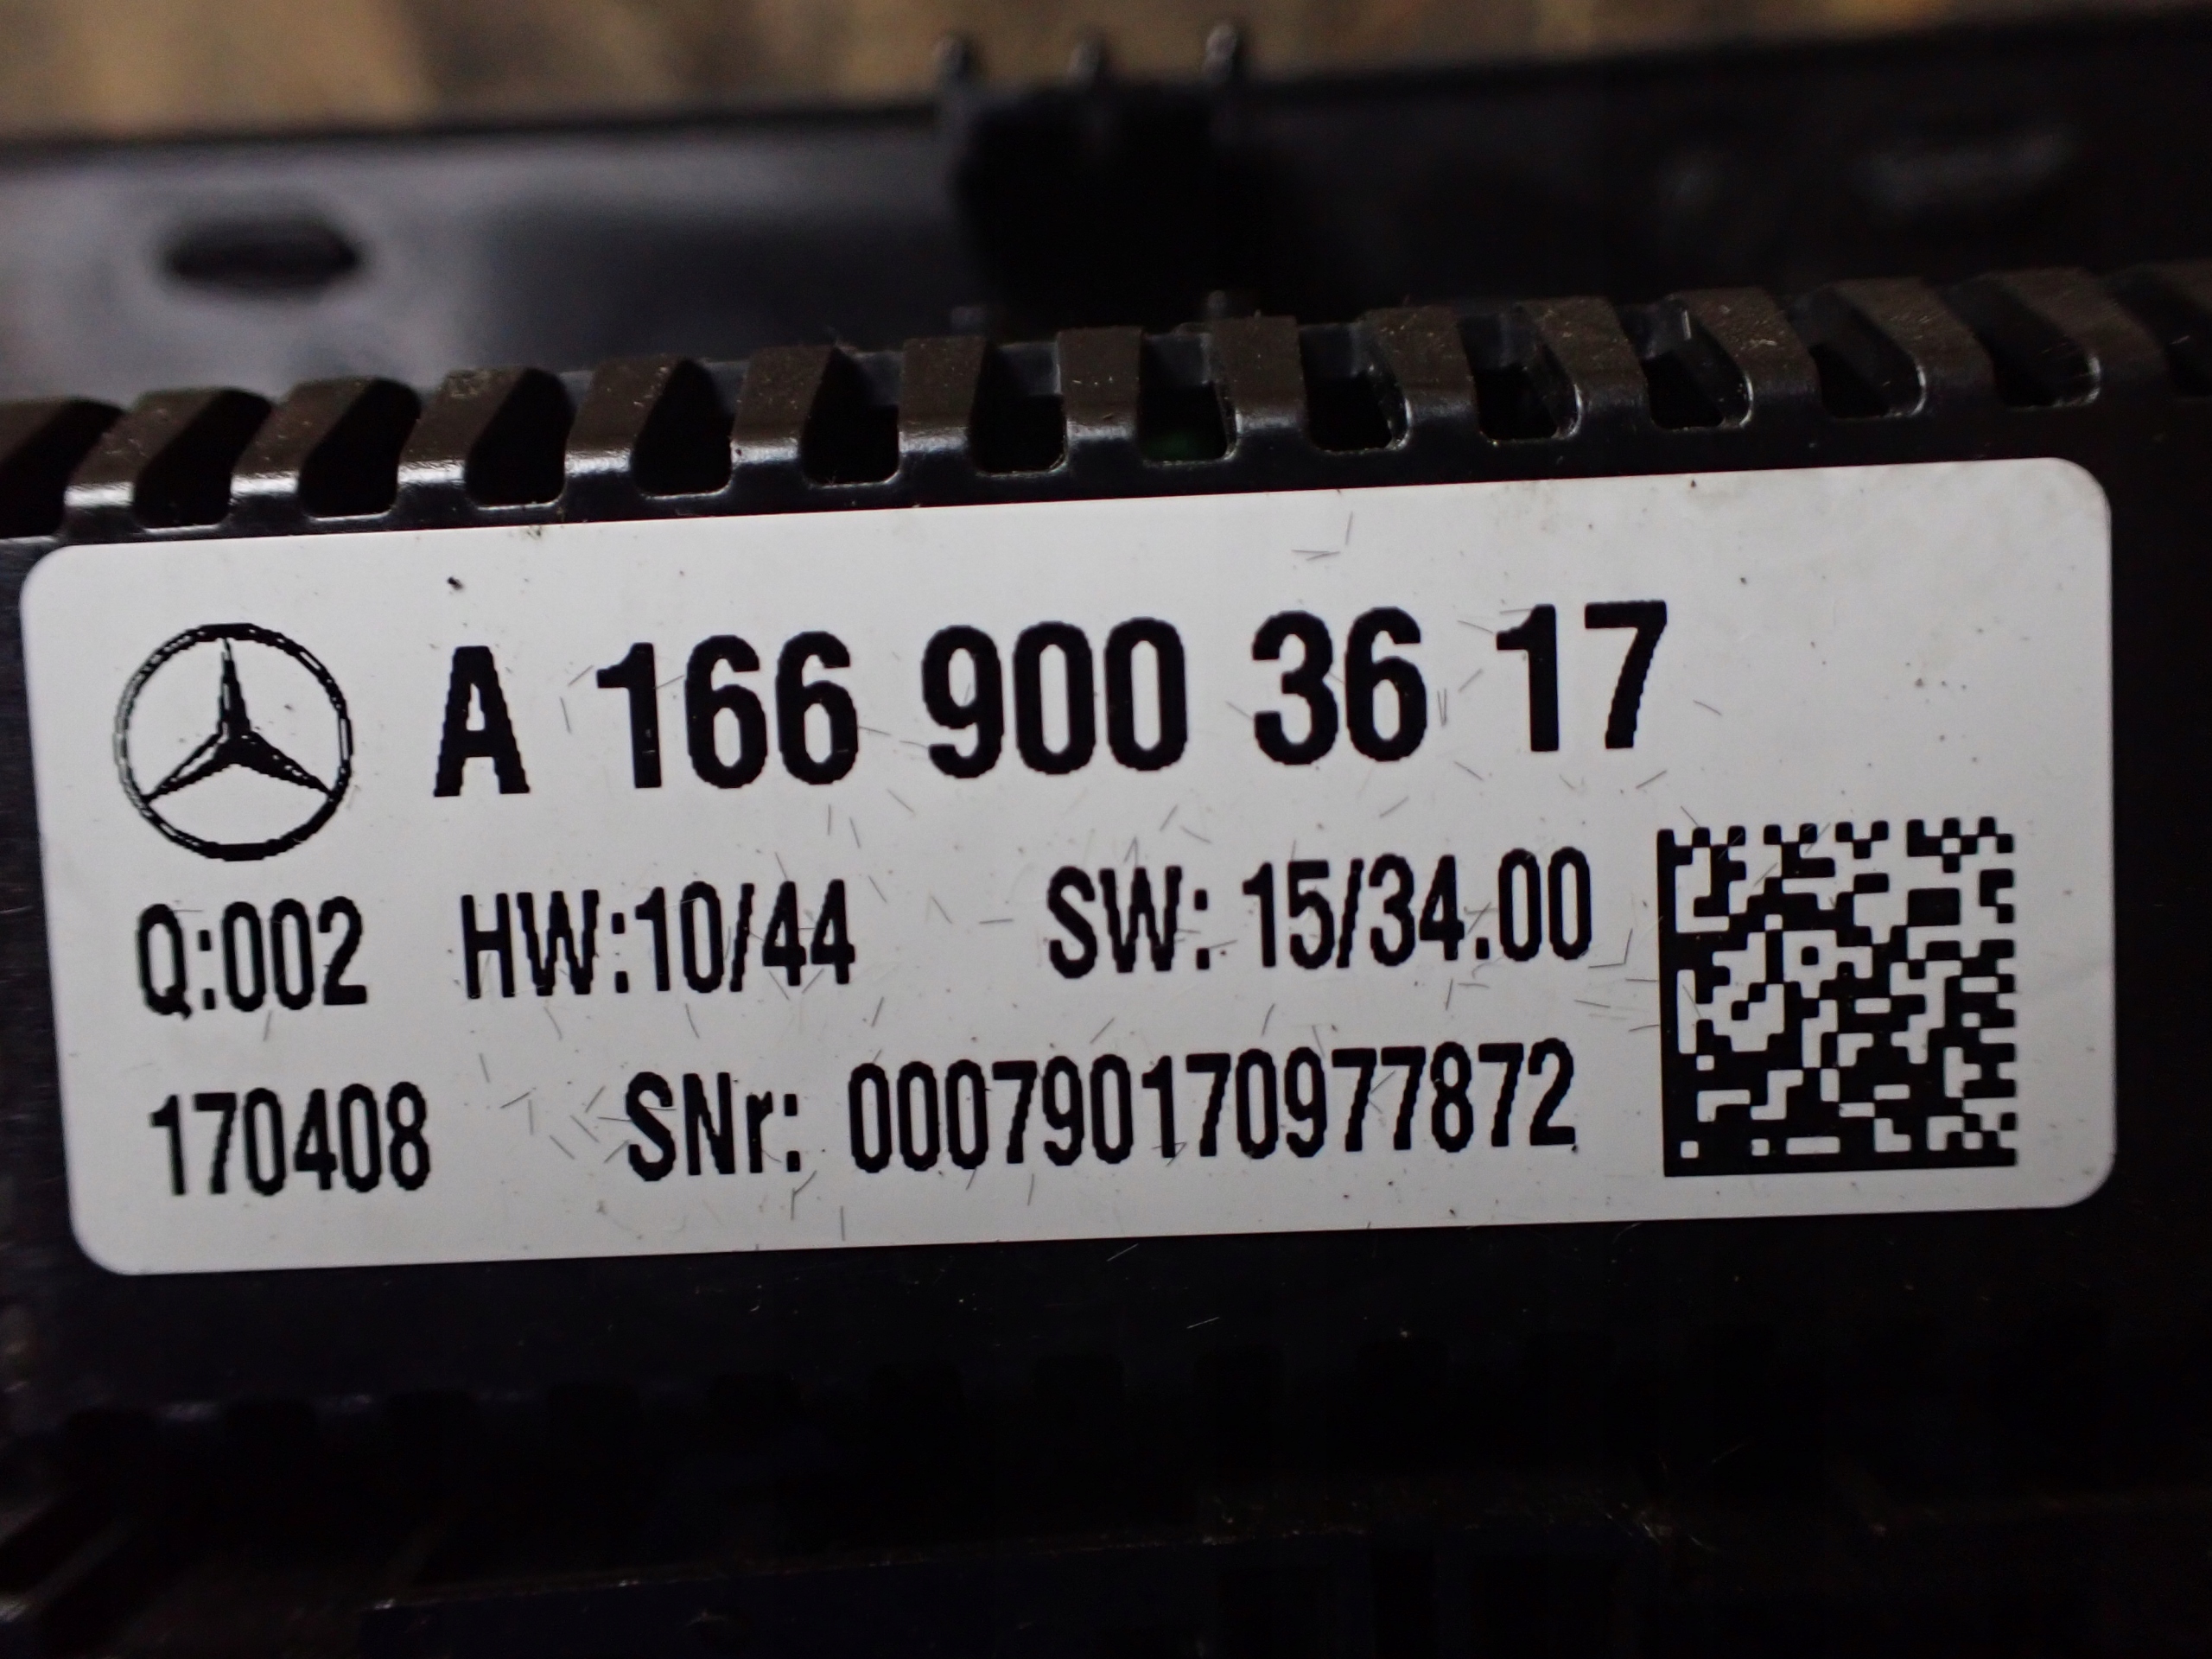 A 166 900 36 17
Q:002 HW:10/44 SW: 15/34.00
170408 SNr: 000790170977872